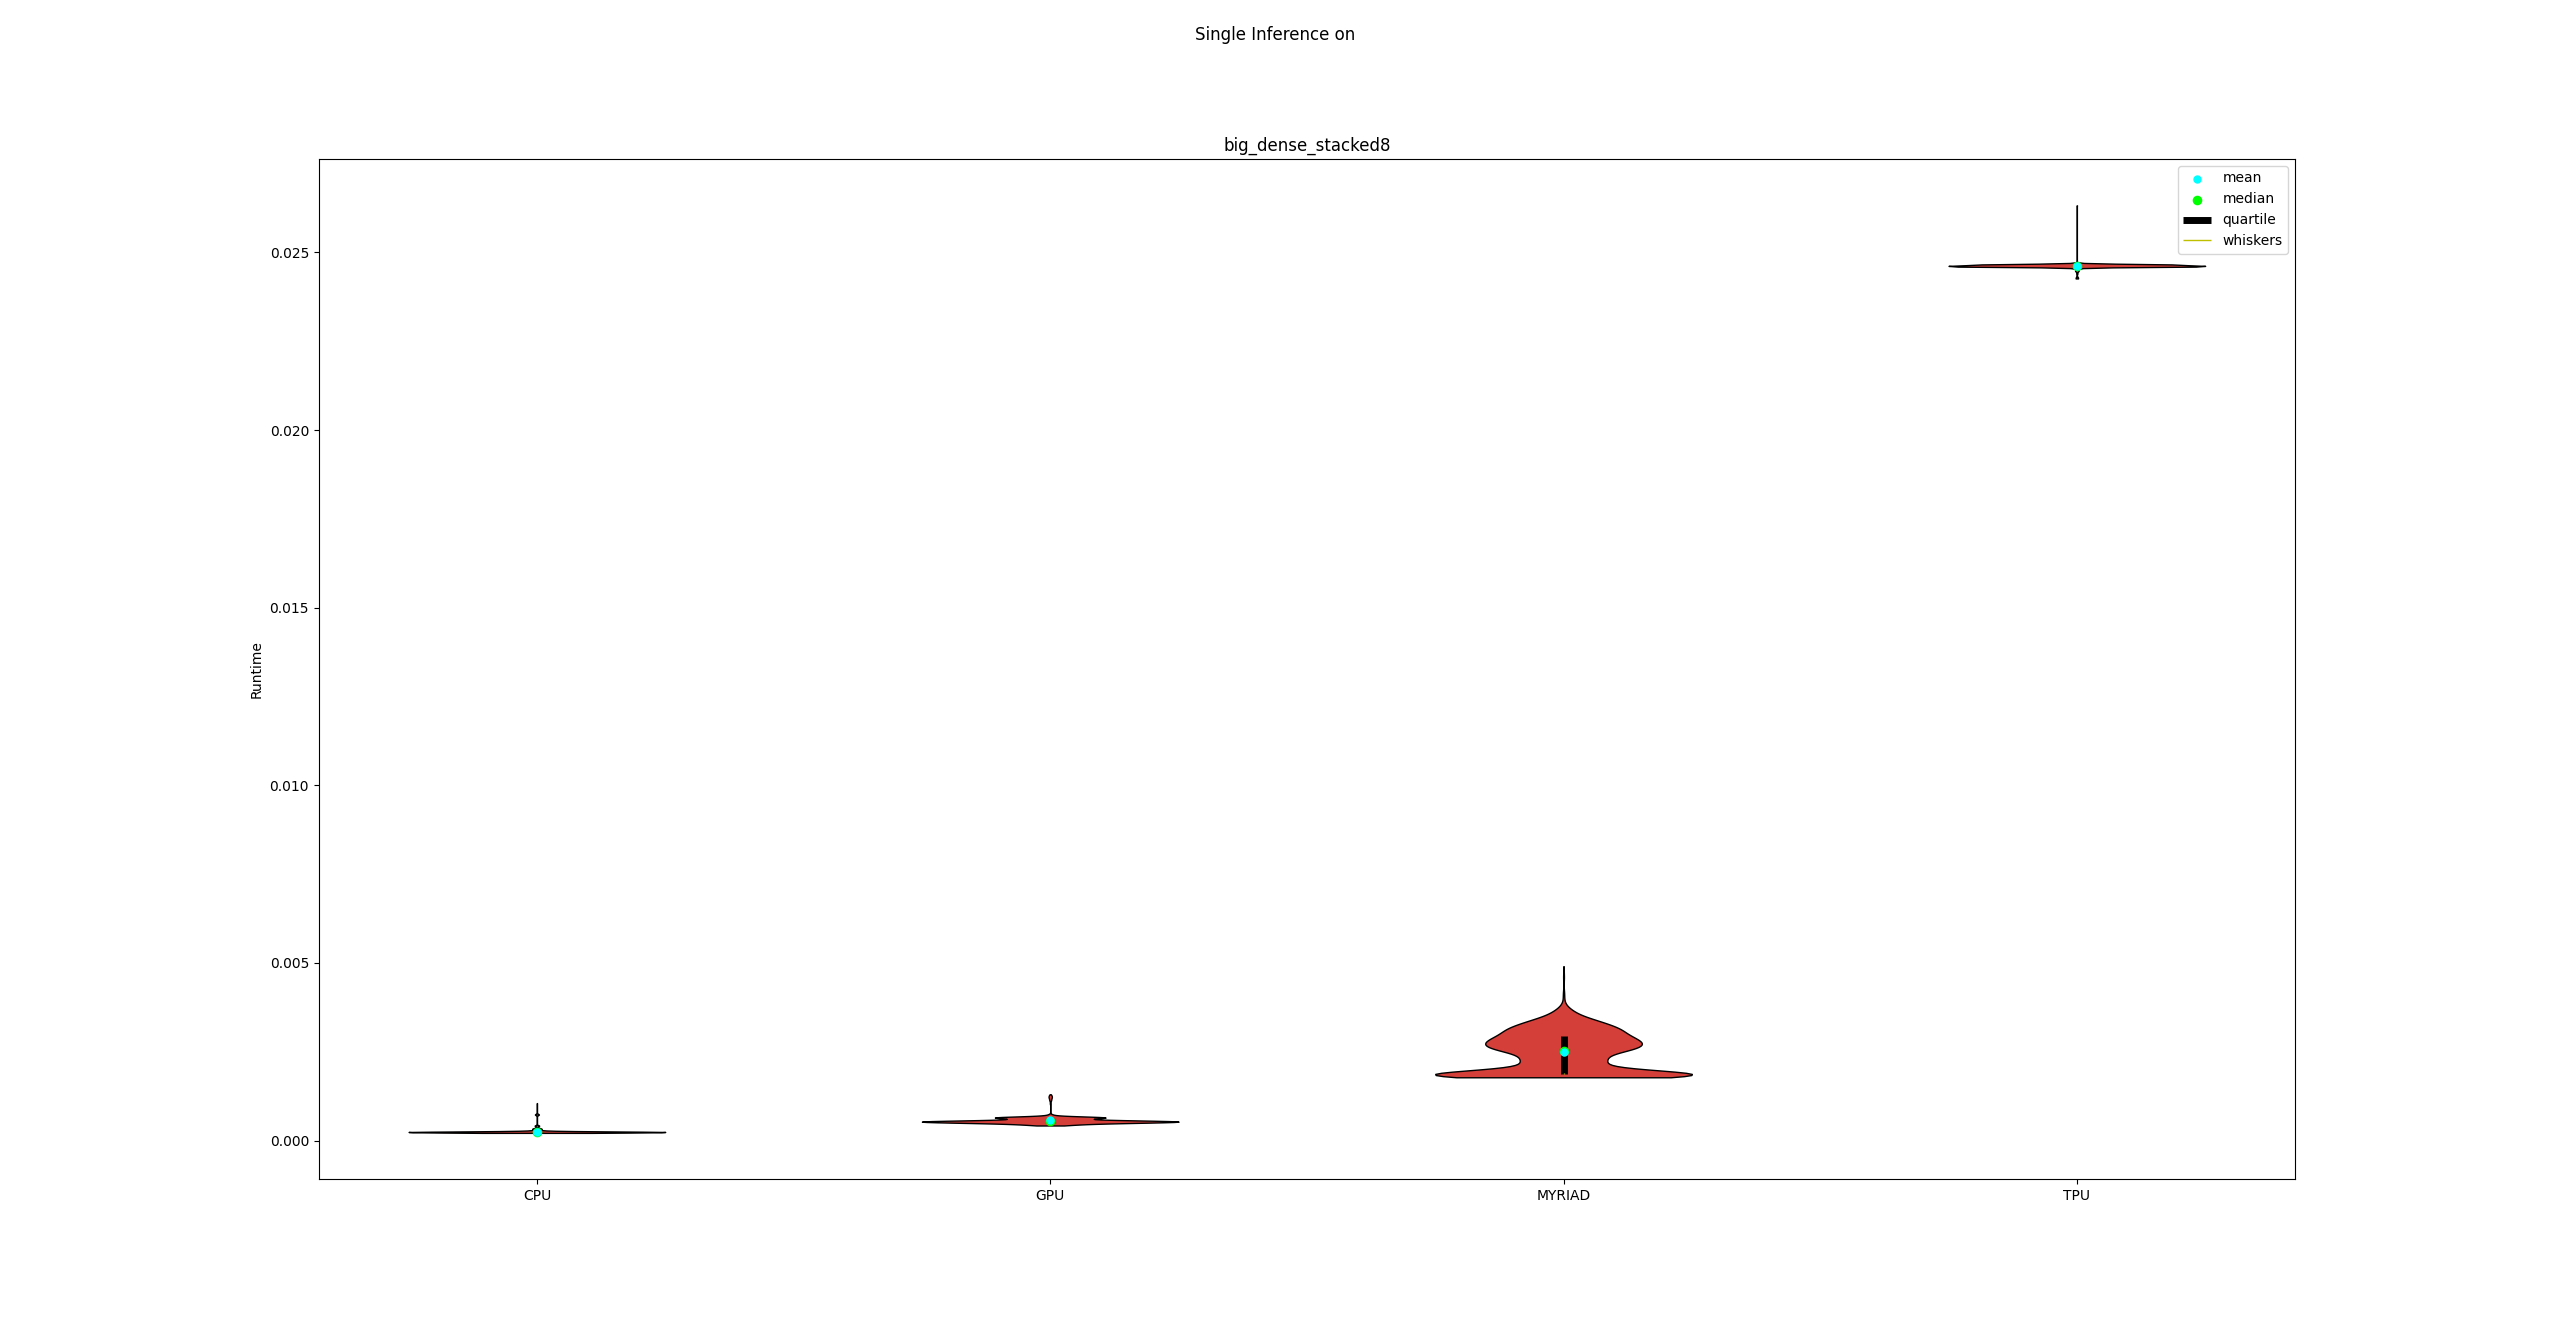 Single Inference on
big_dense_stacked8
mean
median
quartile
whiskers
0.025
0.020
0.015
0.010
0.005
0.000
Runtime
CPU
GPU
MYRIAD
TPU